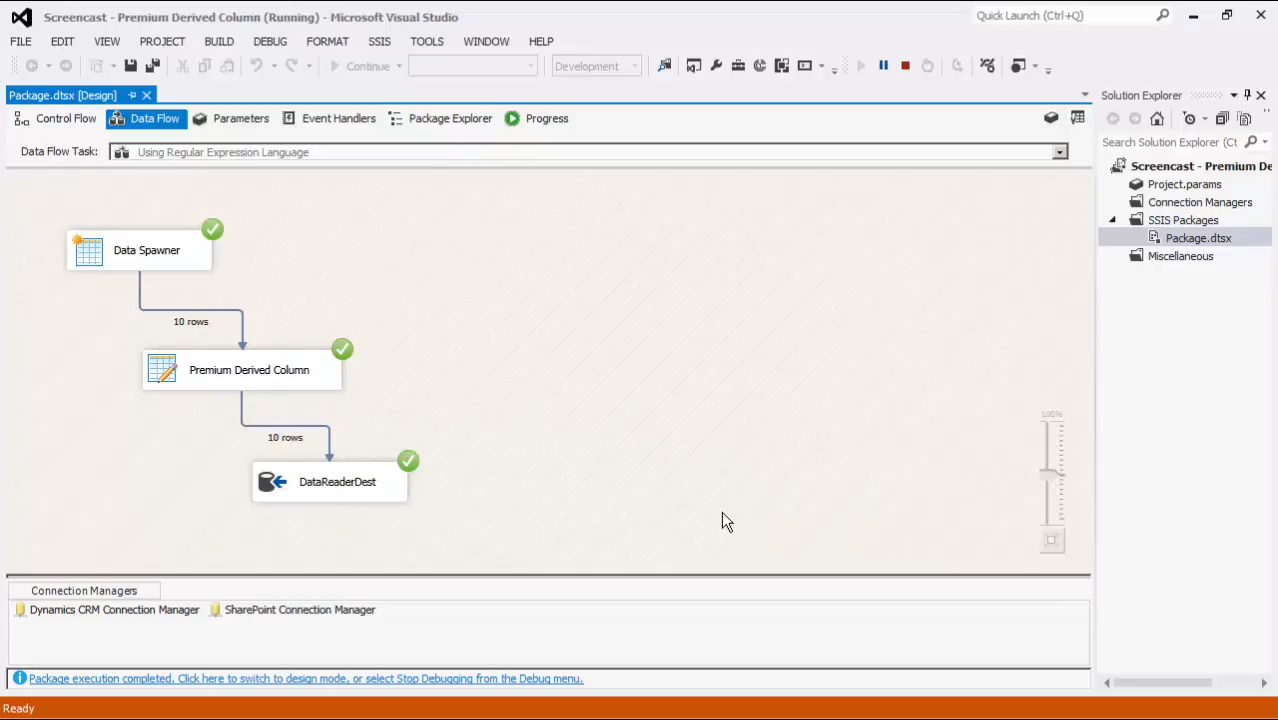 Screencast - Premium Derived Column (Running) - Microsoft Visual Studio
Quick Launch (Ctrl+Q)
FILE EDIT VIEW PROJECT BUILD DEBUG FORMAT SSIS TOOLS WINDOW HELP
Continue Development
Package.dtsx [Design]
Solution Explorer
Control Flow Data Flow Parameters Event Handlers Package Explorer Progress
Search Solution Explorer (Ct
Data Flow Task: Using Regular Expression Language
Screencast - Premium De
Project.params
Connection Managers
SSIS Packages
Package.dtsx
Miscellaneous
Data Spawner
10 rows
Premium Derived Column
10 rows
DataReaderDest
105%
Connection Managers
Dynamics CRM Connection Manager SharePoint Connection Manager
Package execution completed. Click here to switch to design mode, or select Stop Debugging from the Debug menu.
Ready